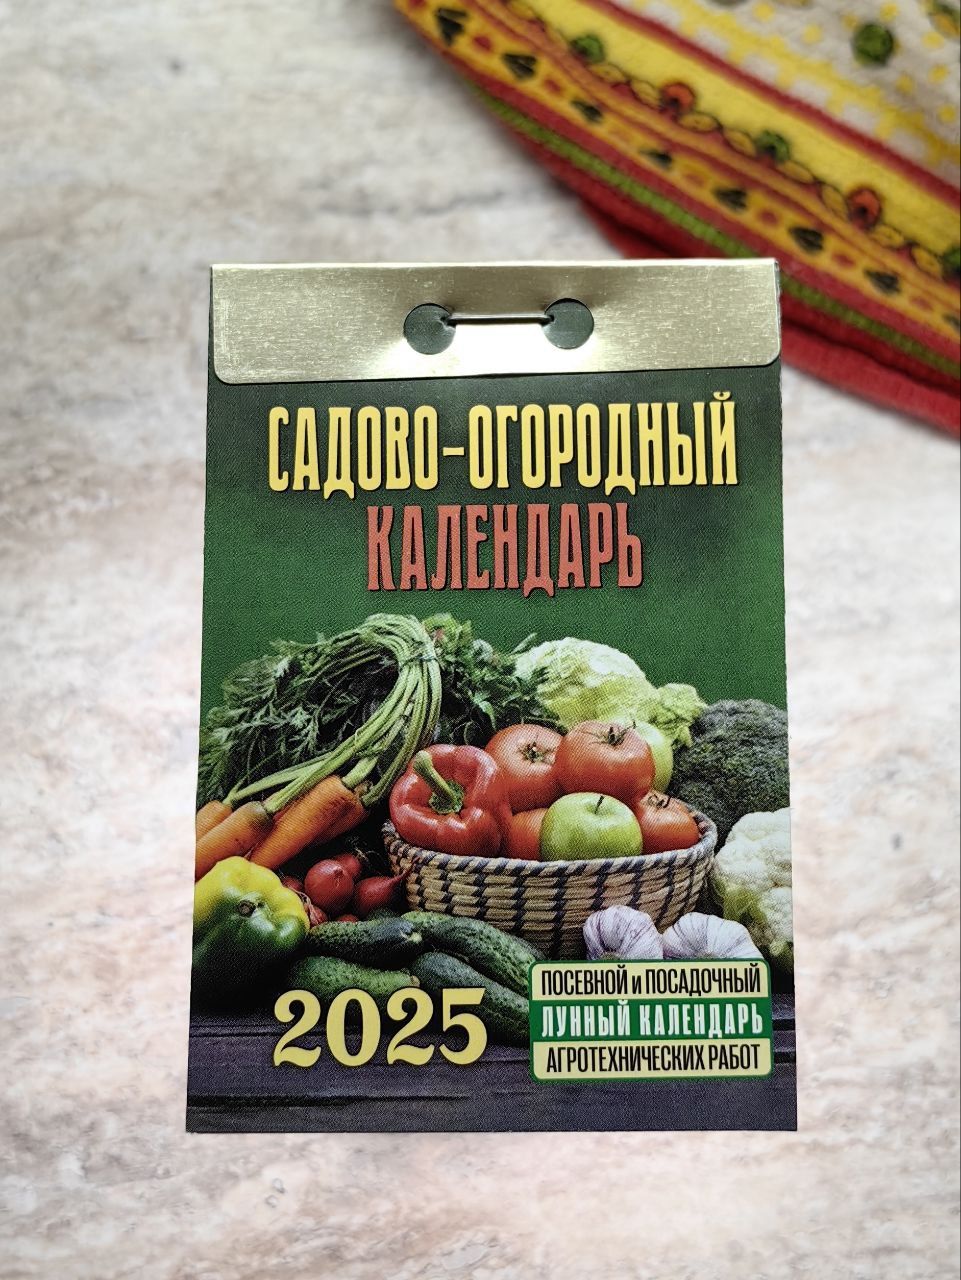 САДОВО-ОГОРОДНЫЙ
КАЛЕНДАРЬ
2025
ПОСЕВНОЙ и ПОСАДОЧНЫЙ
ЛУННЫЙ КАЛЕНДАРЬ
АГРОТЕХНИЧЕСКИХ РАБОТ